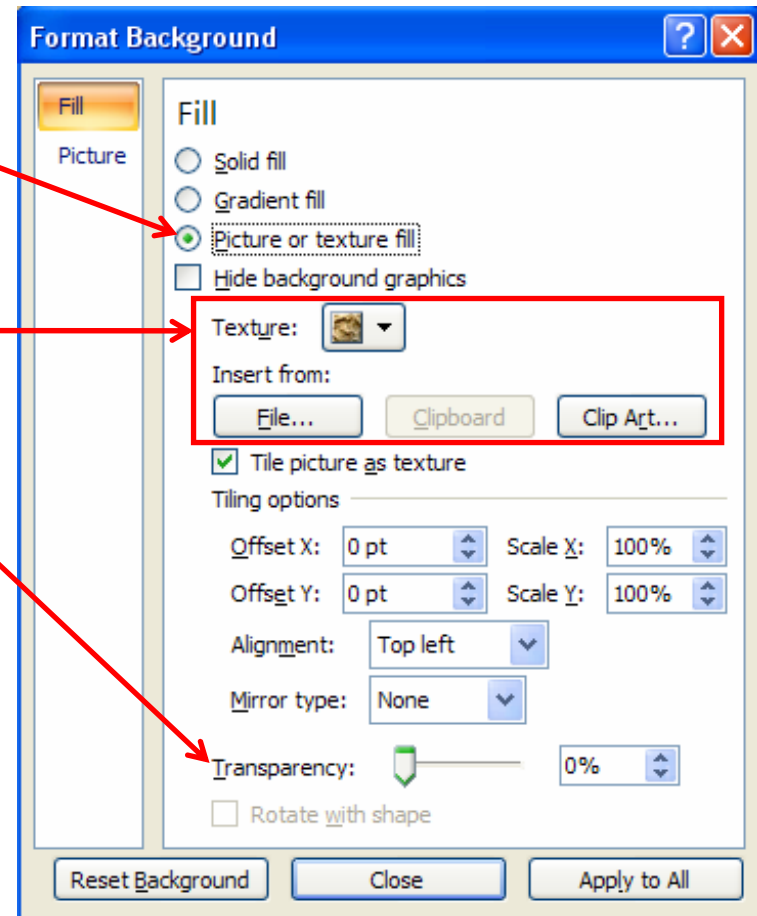 Format Background
Fill
Picture
Fill
Solid fill
Gradient fill
Picture or texture fill
Hide background graphics
Texture:
Insert from:
File... Clipboard Clip Art...
Tile picture as texture
Tiling options
Offset X: 0 pt Scale X: 100%
Offset Y: 0 pt Scale Y: 100%
Alignment: Top left
Mirror type: None
Transparency: 0%
Rotate with shape
Reset Background Close Apply to All